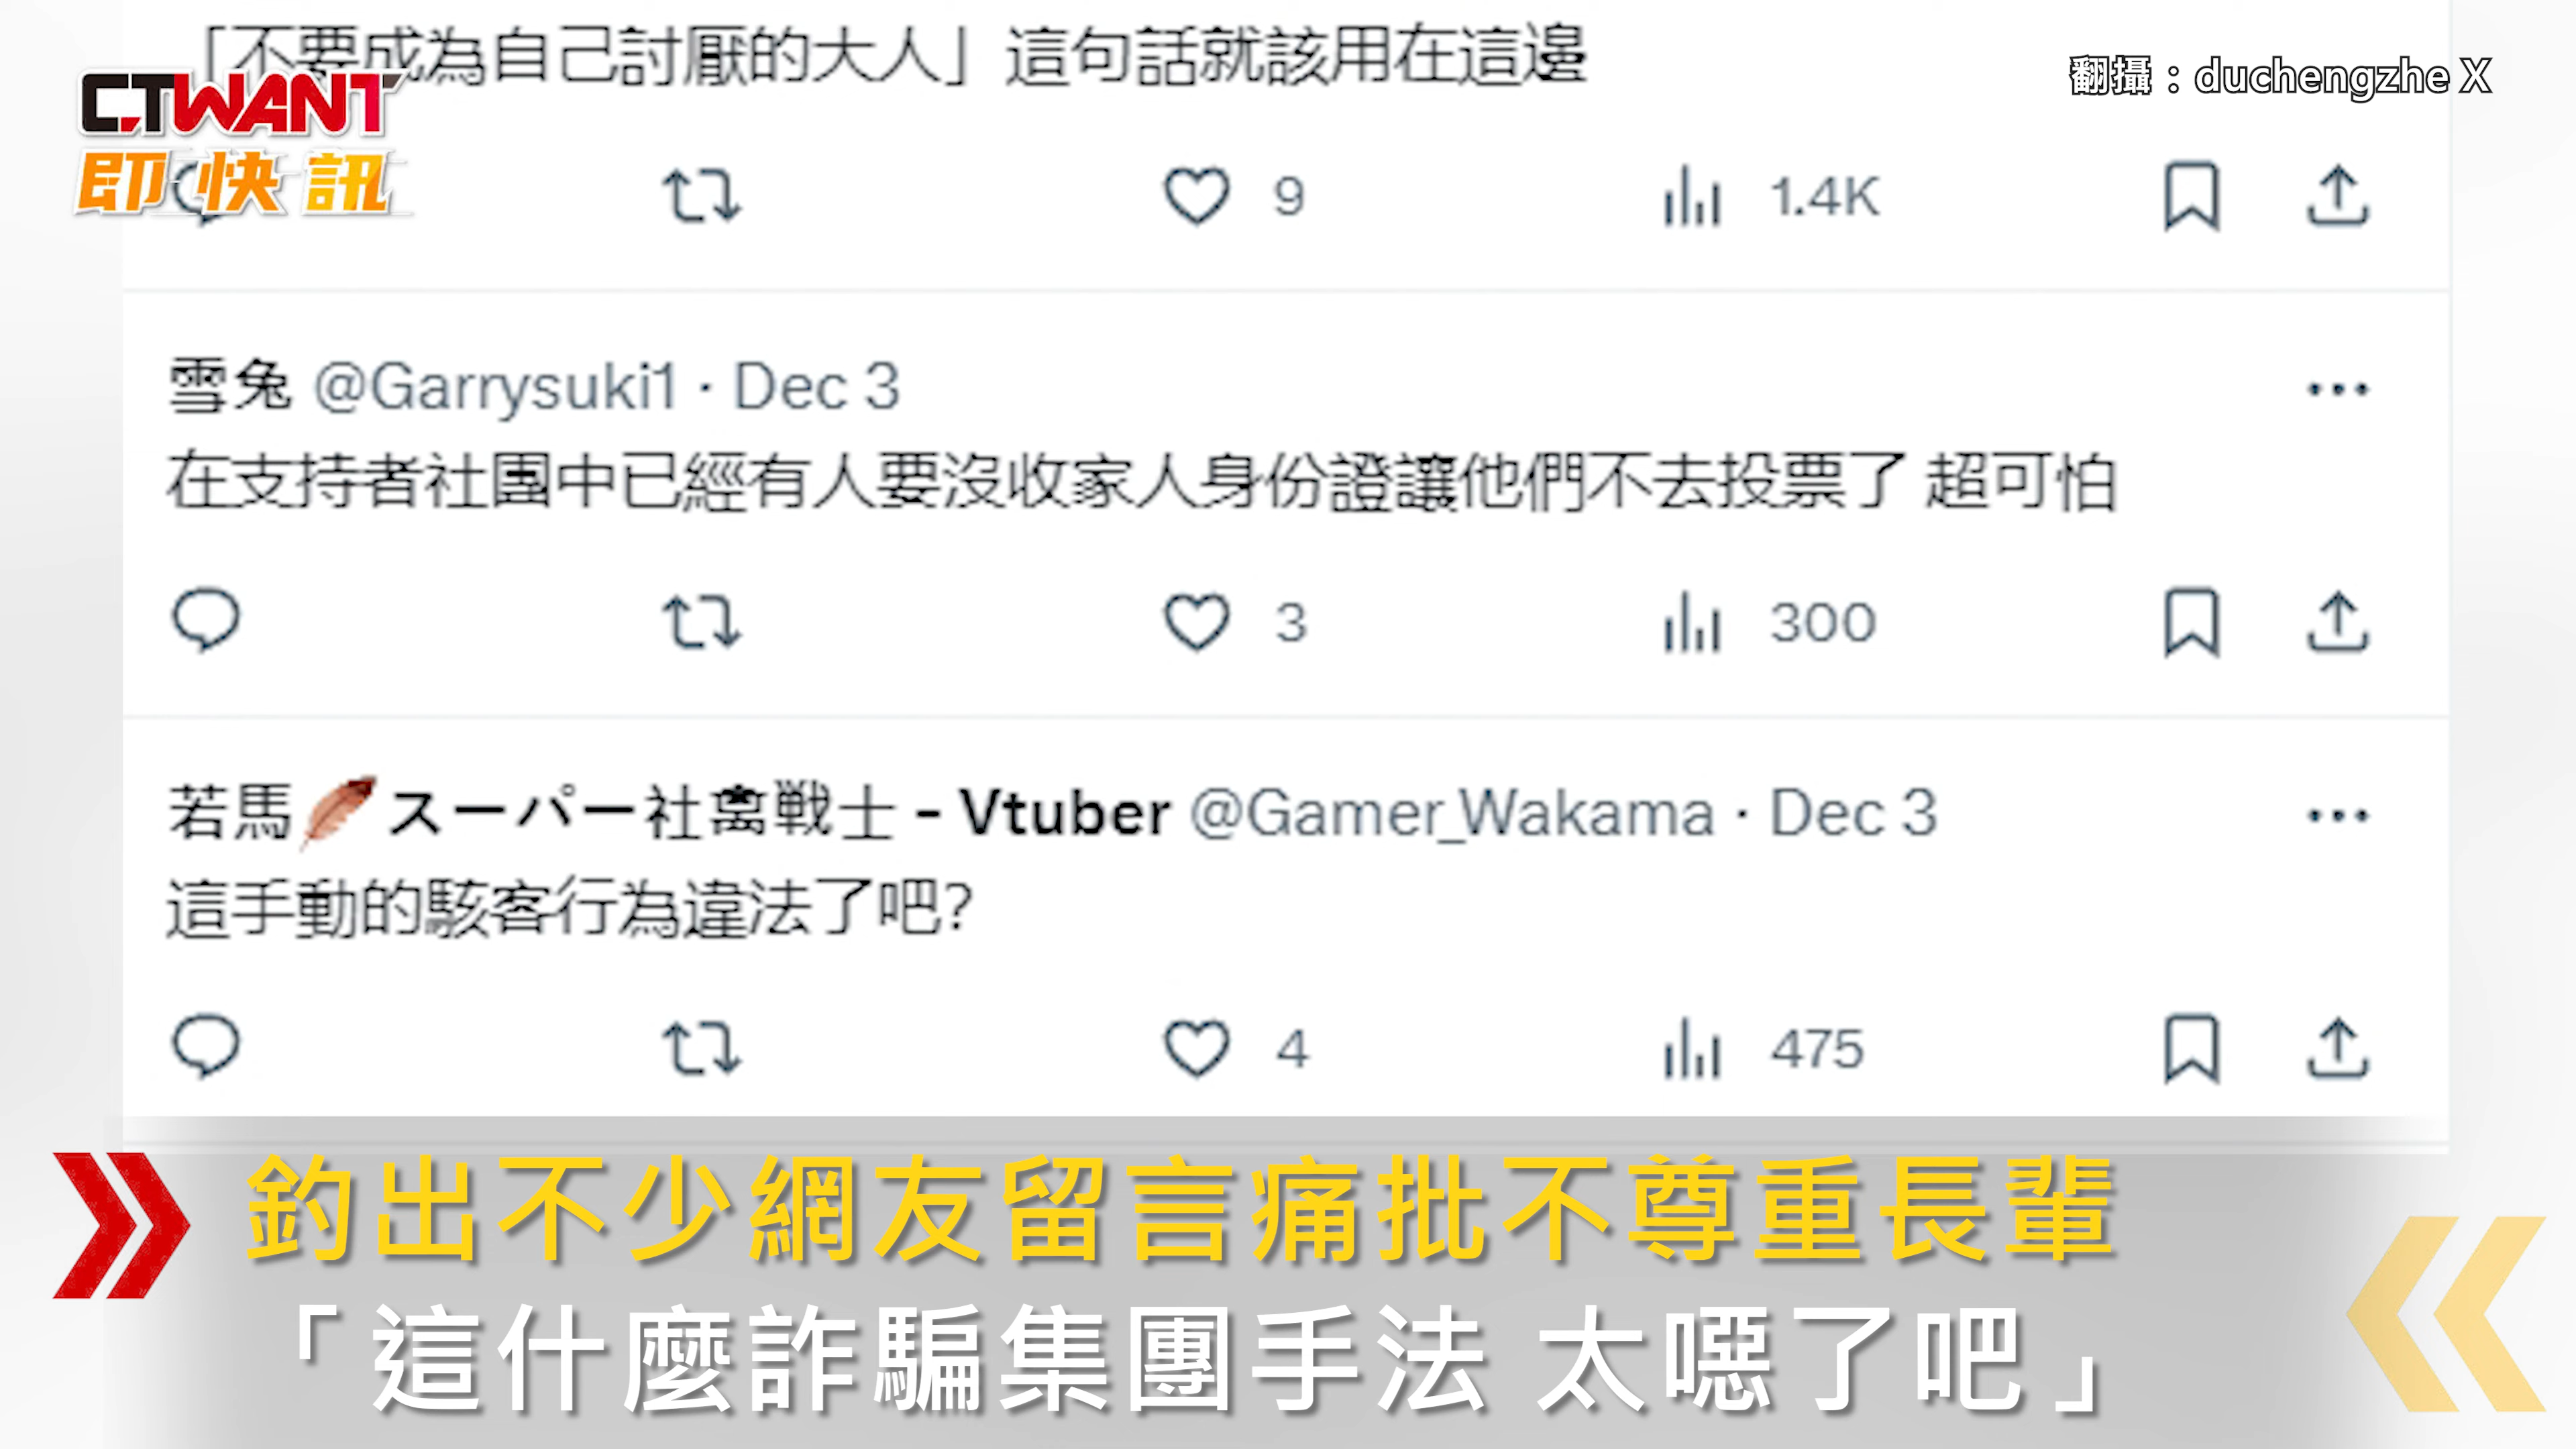 「不要成為自己討厭的大人」這句話就該用在這邊
CTWANT
即快訊
翻攝：duchengzhe X
9
1.4K
雪兔 @Garrysuki1 · Dec 3
在支持者社團中已經有人要沒收家人身份證讓他們不去投票了 超可怕
3
300
若馬🪶スーパー社畜戦士 - Vtuber @Gamer_Wakama · Dec 3
這手動的駭客行為違法了吧?
4
475
釣出不少網友留言痛批不尊重長輩
「這什麼詐騙集團手法 太噁了吧」